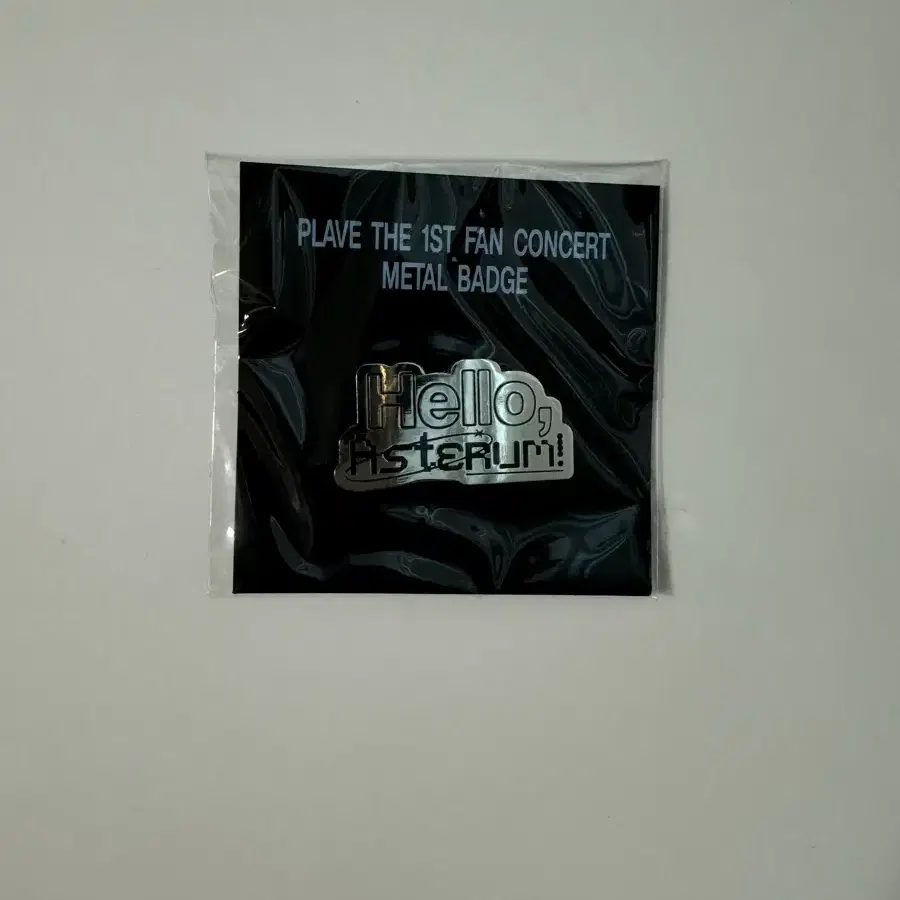 PLAVE THE 1ST FAN CONCERT
METAL BADGE
Hello,
Asterum!